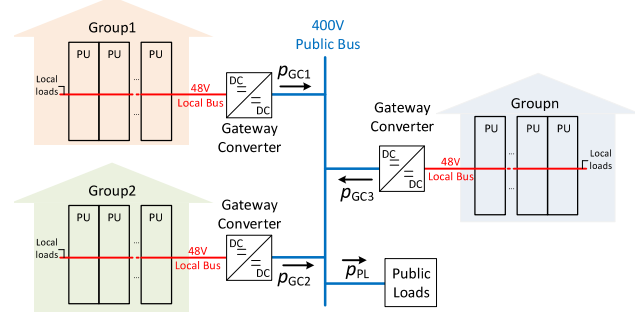 Group1
PU PU PU
...
...
Local
loads
48V
Local Bus
DC
DC
Gateway
Converter
pGC1
400V
Public Bus
Gateway
Converter
DC
DC
pGC3
48V
Local Bus
Groupn
PU PU PU
...
...
Local
loads
Group2
PU PU PU
...
...
Local
loads
48V
Local Bus
Gateway
Converter
DC
DC
pGC2
pPL
Public
Loads